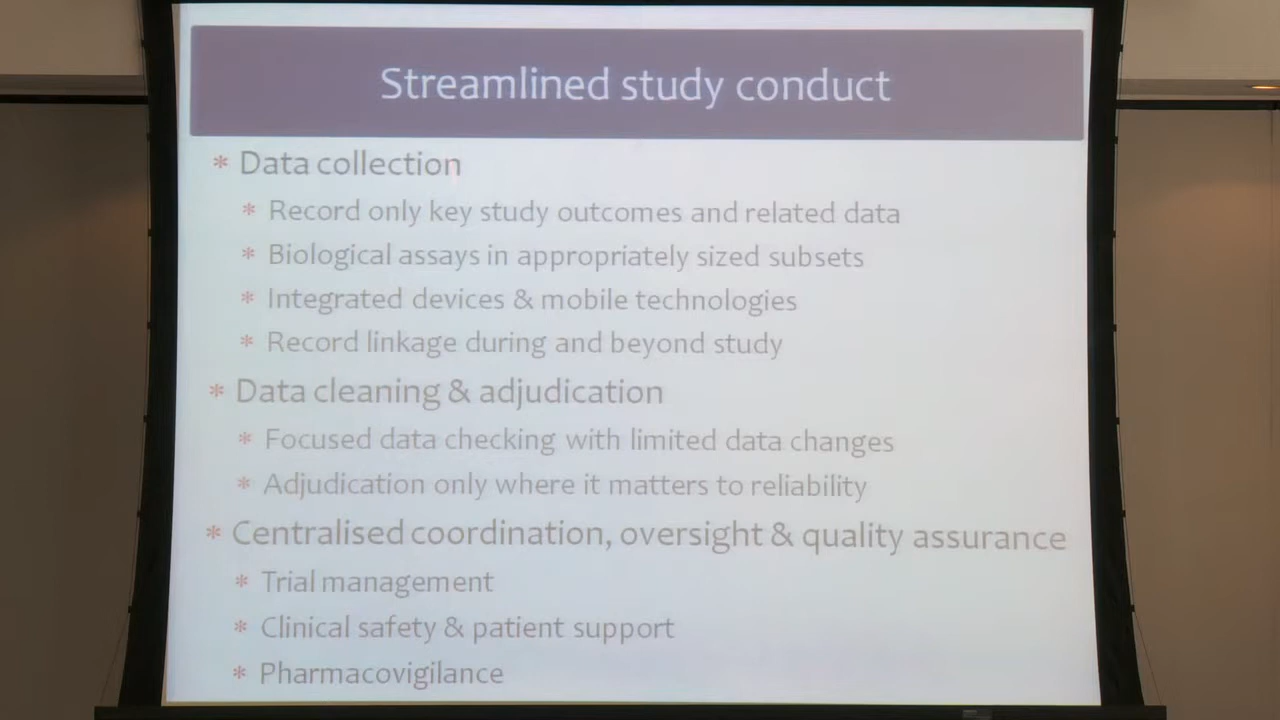 Streamlined study conduct
* Data collection
* Record only key study outcomes and related data
* Biological assays in appropriately sized subsets
* Integrated devices & mobile technologies
* Record linkage during and beyond study
* Data cleaning & adjudication
* Focused data checking with limited data changes
* Adjudication only where it matters to reliability
* Centralised coordination, oversight & quality assurance
* Trial management
* Clinical safety & patient support
* Pharmacovigilance